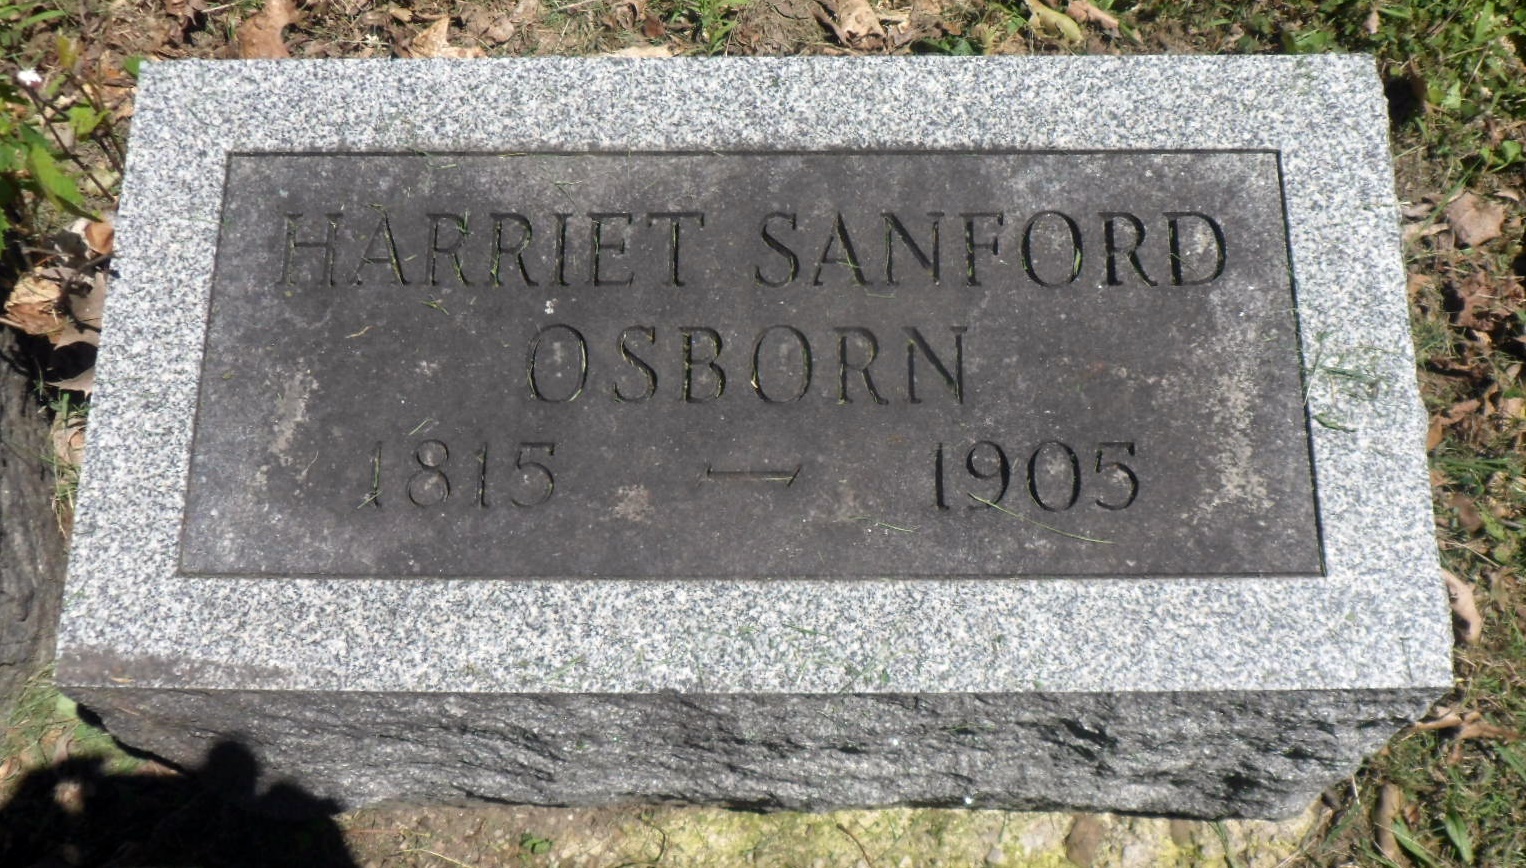 HARRIET SANFORD
OSBORN
1815 — 1905